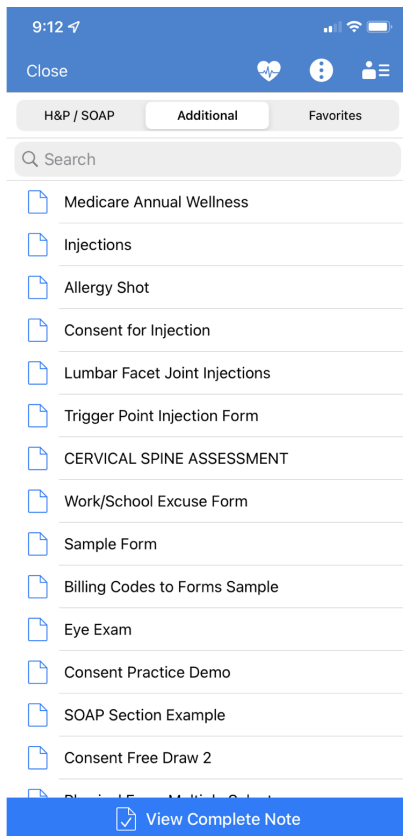 9:12
Close
H&P / SOAP Additional Favorites
Search
Medicare Annual Wellness
Injections
Allergy Shot
Consent for Injection
Lumbar Facet Joint Injections
Trigger Point Injection Form
CERVICAL SPINE ASSESSMENT
Work/School Excuse Form
Sample Form
Billing Codes to Forms Sample
Eye Exam
Consent Practice Demo
SOAP Section Example
Consent Free Draw 2
View Complete Note